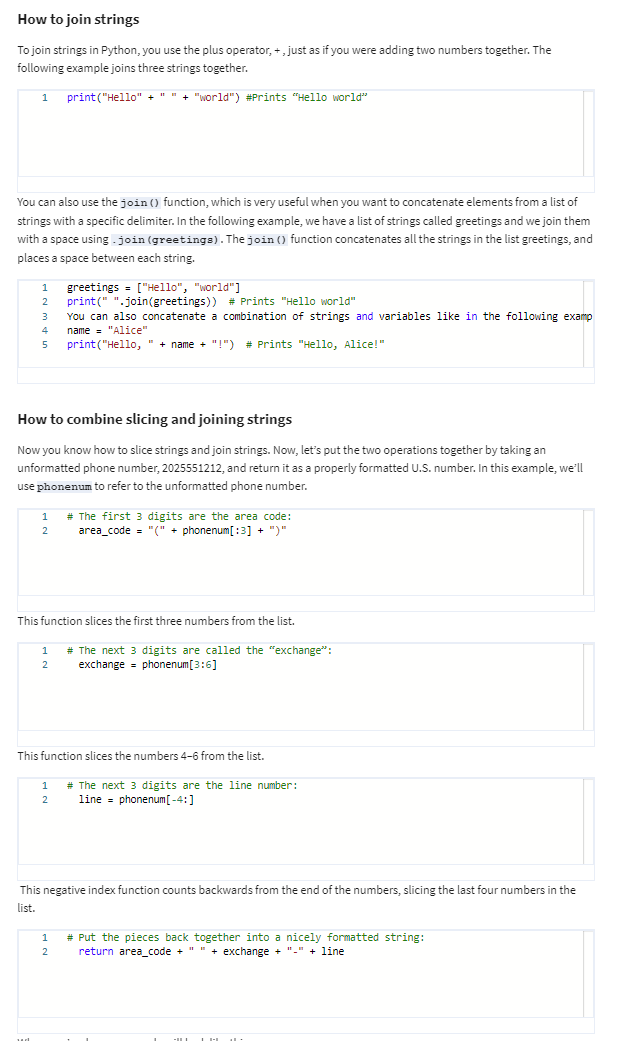 How to join strings
To join strings in Python, you use the plus operator, + , just as if you were adding two numbers together. The
following example joins three strings together.
1 print("Hello" + " " + "world") #Prints “Hello world”
You can also use the join() function, which is very useful when you want to concatenate elements from a list of
strings with a specific delimiter. In the following example, we have a list of strings called greetings and we join them
with a space using .join(greetings). The join() function concatenates all the strings in the list greetings, and
places a space between each string.
1 greetings = ["Hello", "world"]
2 print(" ".join(greetings))  # Prints "Hello world"
3 You can also concatenate a combination of strings and variables like in the following examp
4 name = "Alice"
5 print("Hello, " + name + "!")  # Prints "Hello, Alice!"
How to combine slicing and joining strings
Now you know how to slice strings and join strings. Now, let’s put the two operations together by taking an
unformatted phone number, 2025551212, and return it as a properly formatted U.S. number. In this example, we’ll
use phonenum to refer to the unformatted phone number.
1 # The first 3 digits are the area code:
2   area_code = "(" + phonenum[:3] + ")"
This function slices the first three numbers from the list.
1 # The next 3 digits are called the “exchange”:
2   exchange = phonenum[3:6]
This function slices the numbers 4–6 from the list.
1 # The next 3 digits are the line number:
2   line = phonenum[-4:]
This negative index function counts backwards from the end of the numbers, slicing the last four numbers in the
list.
1 # Put the pieces back together into a nicely formatted string:
2   return area_code + " " + exchange + "-" + line